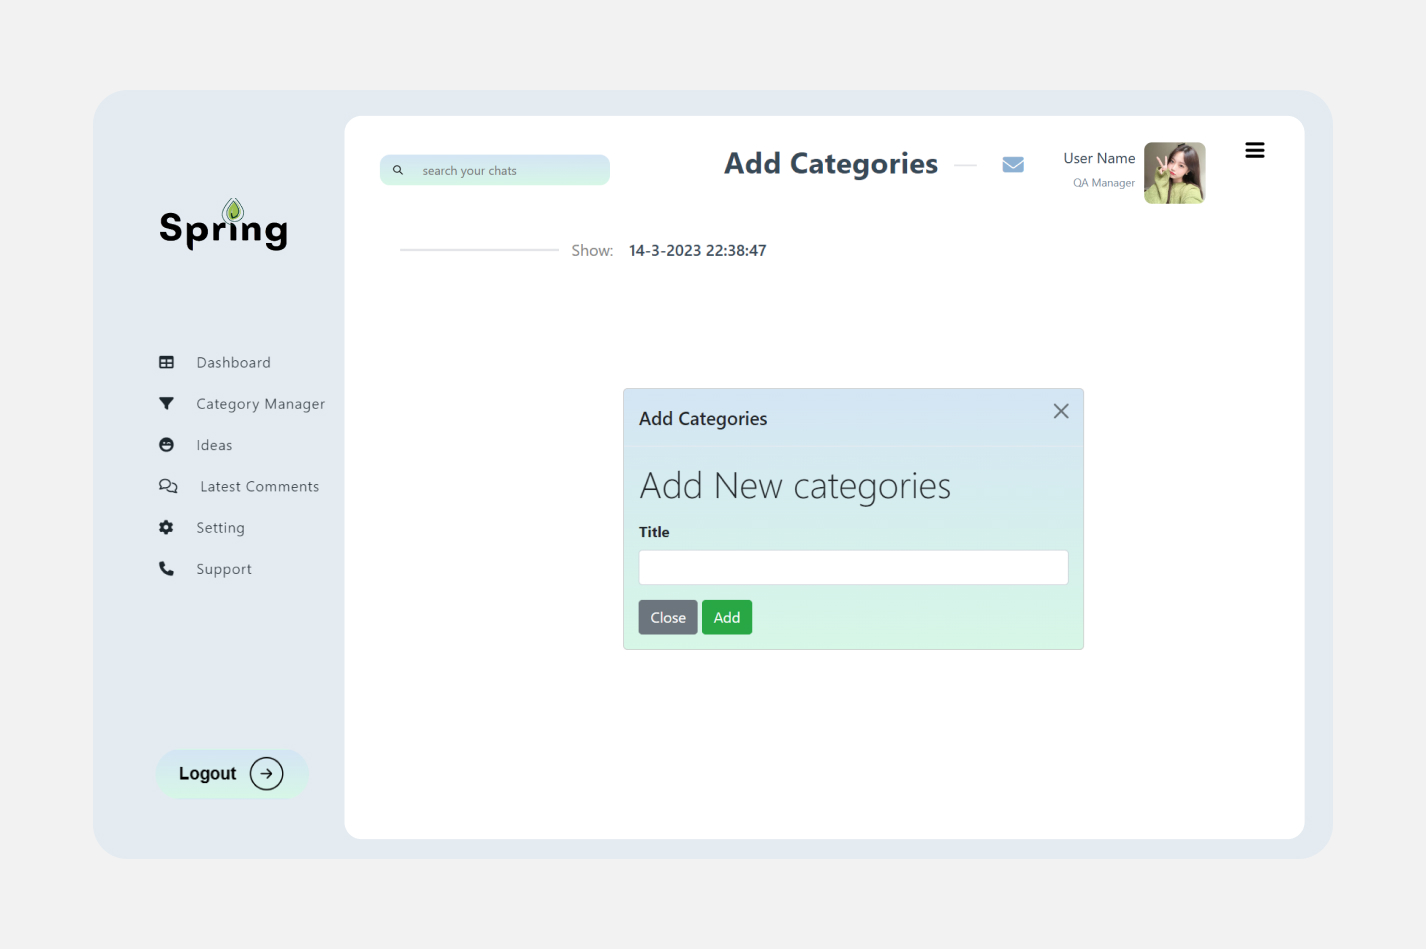 Spring
Dashboard
Category Manager
Ideas
Latest Comments
Setting
Support
Logout
search your chats
Add Categories
User Name
QA Manager
Show: 14-3-2023 22:38:47
Add Categories
Add New categories
Title
Close Add